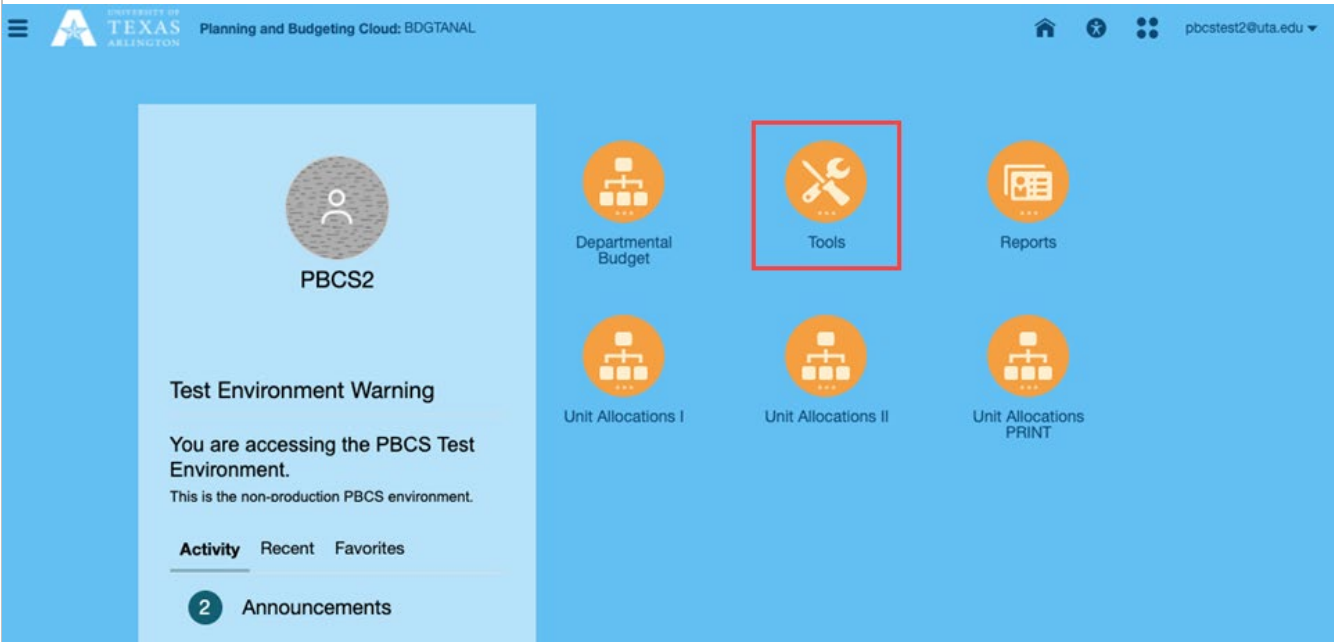 UNIVERSITY OF
TEXAS
ARLINGTON
Planning and Budgeting Cloud: BDGTANAL
pbcstest2@uta.edu
PBCS2
Test Environment Warning
You are accessing the PBCS Test
Environment.
This is the non-production PBCS environment.
Activity Recent Favorites
2 Announcements
Departmental
Budget
Tools
Reports
Unit Allocations I
Unit Allocations II
Unit Allocations
PRINT